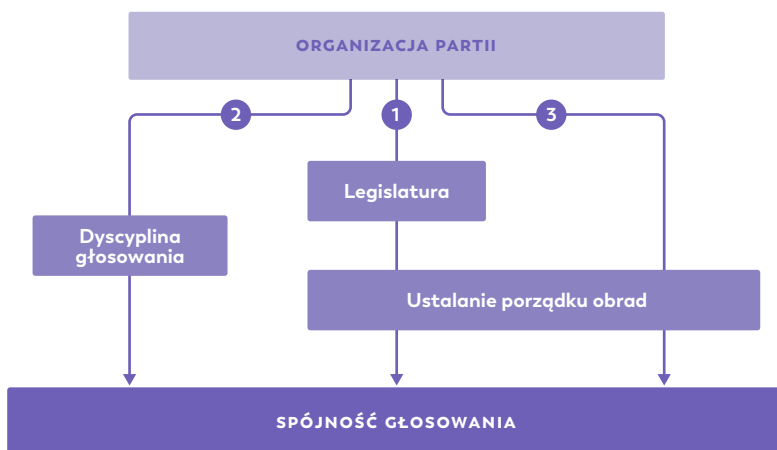 ORGANIZACJA PARTII
2
1
3
Legislatura
Dyscyplina
głosowania
Ustalanie porządku obrad
SPÓJNOŚĆ GŁOSOWANIA